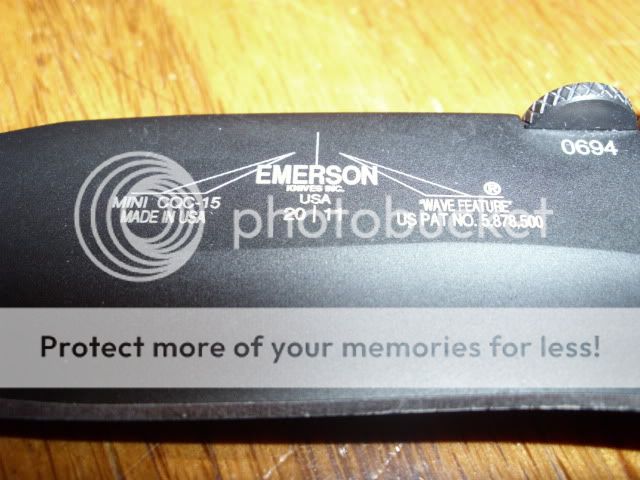 0694
EMERSON
KNIVES INC.
USA
20 11
MINI CQC-15
MADE IN USA
®
"WAVE FEATURE"
US PAT NO. 5,878,500
photobucket
Protect more of your memories for less!